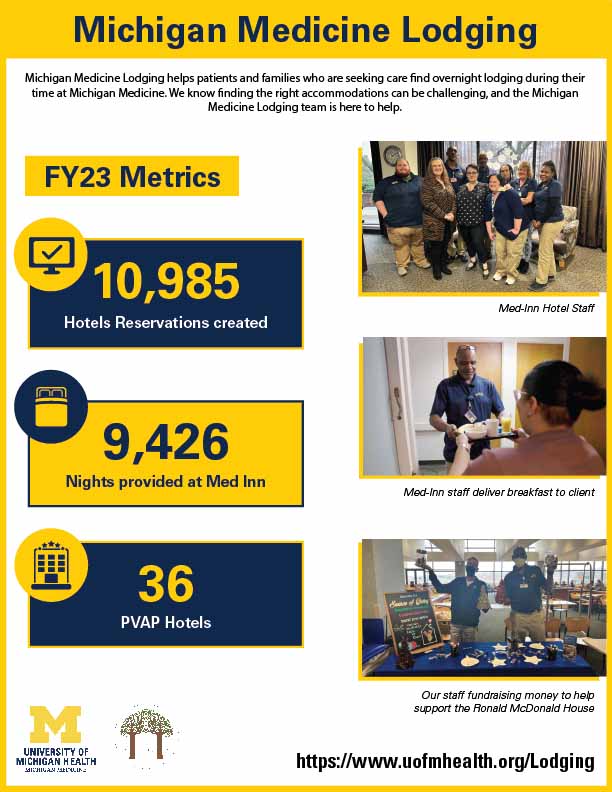 Michigan Medicine Lodging
Michigan Medicine Lodging helps patients and families who are seeking care find overnight lodging during their
time at Michigan Medicine. We know finding the right accommodations can be challenging, and the Michigan
Medicine Lodging team is here to help.
FY23 Metrics
10,985
Hotels Reservations created
9,426
Nights provided at Med Inn
36
PVAP Hotels
Med-Inn Hotel Staff
Med-Inn staff deliver breakfast to client
Season of Giving
Our staff fundraising money to help
support the Ronald McDonald House
M
UNIVERSITY OF
MICHIGAN HEALTH
MICHIGAN MEDICINE
https://www.uofmhealth.org/Lodging